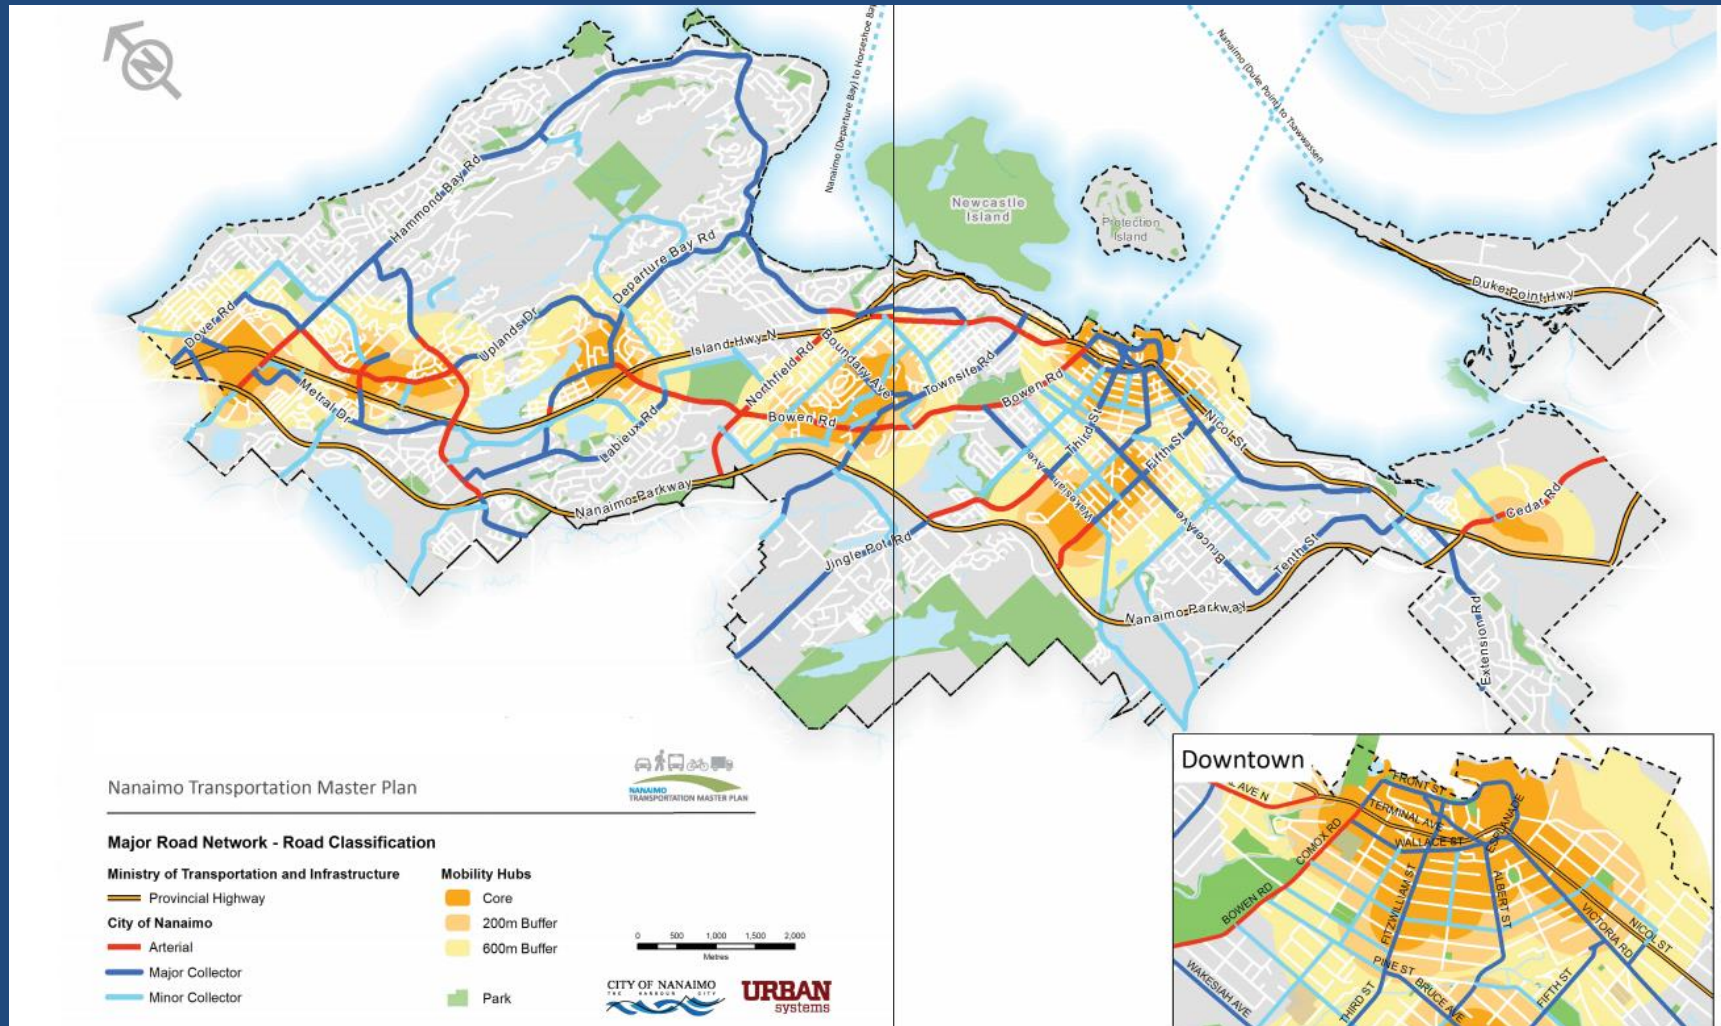 N
Nanaimo (Departure Bay) to Horseshoe Bay
Nanaimo (Duke Point) to Tsawwassen
Newcastle
Island
Protection
Island
Hammond Bay Rd
Departure Bay Rd
Duke Point Hwy
Dover Rd
Uplands Dr
Island Hwy N
Northfield Rd
Boundary Ave
Townsite Rd
Bowen Rd
Metral Dr
Bowen Rd
Labieux Rd
Third St
Fifth St
Nicol St
Wakesiah Ave
Nanaimo Parkway
Cedar Rd
Jingle Pot Rd
Bruce Ave
Tenth St
Nanaimo Parkway
Extension Rd
Nanaimo Transportation Master Plan
NANAIMO
TRANSPORTATION MASTER PLAN
Major Road Network - Road Classification
Ministry of Transportation and Infrastructure
Provincial Highway
City of Nanaimo
Arterial
Major Collector
Minor Collector
Mobility Hubs
Core
200m Buffer
600m Buffer
Park
0 500 1,000 1,500 2,000
Metres
CITY OF NANAIMO
THE HARBOUR CITY
URBAN
systems
Downtown
L AVE N
FRONT ST
TERMINAL AVE
COMOX RD
WALLACE ST
ESPLANADE
BOWEN RD
FITZWILLIAM ST
ALBERT ST
VICTORIA RD
NICOL ST
PINE ST
WAKESIAH AVE
THIRD ST
BRUCE AVE
FIFTH ST